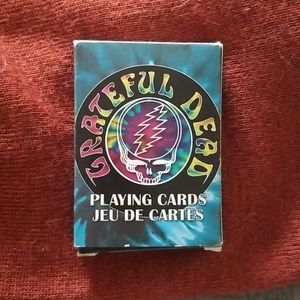 GRATEFUL DEAD
PLAYING CARDS
JEU DE CARTES